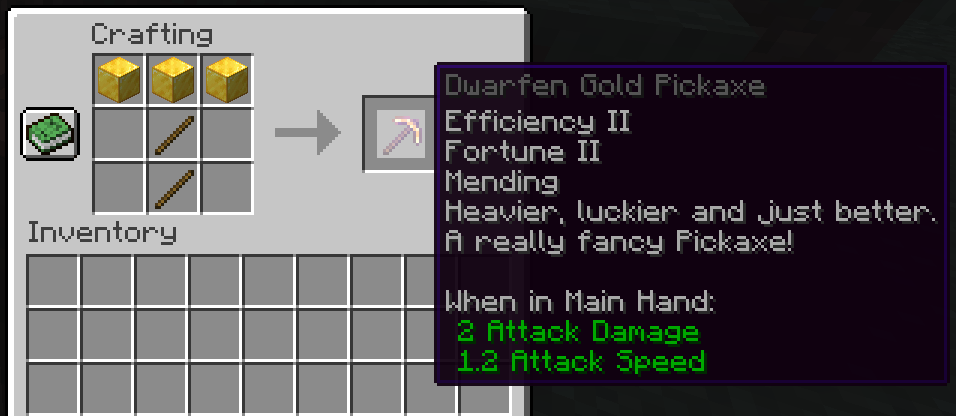 Crafting
Dwarfen Gold Pickaxe
Efficiency II
Fortune II
Mending
Heavier, luckier and just better.
A really fancy Pickaxe!
When in Main Hand:
2 Attack Damage
1.2 Attack Speed
Inventory